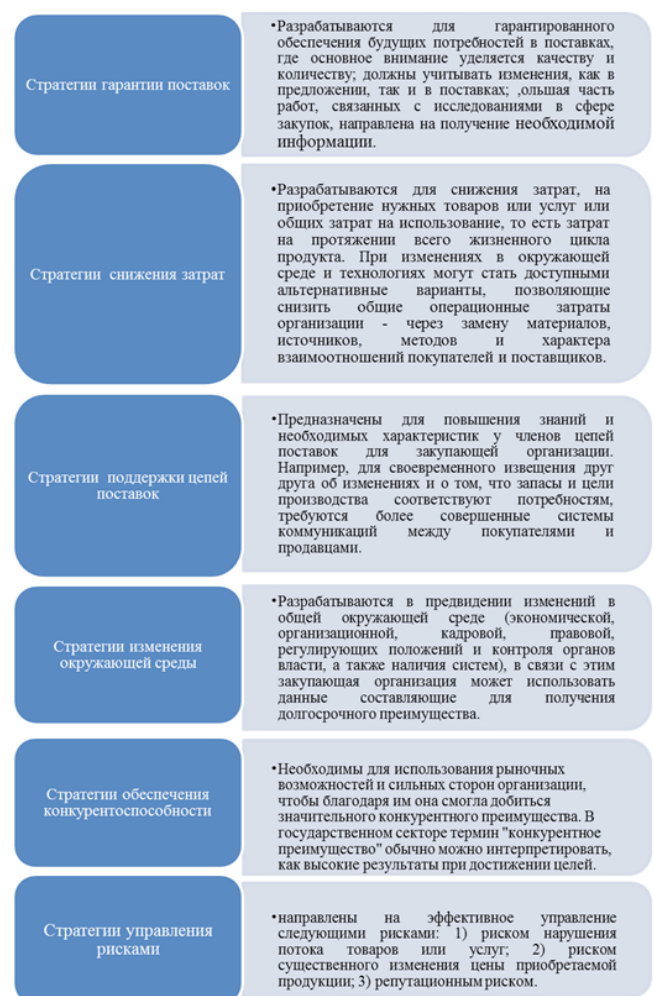 Стратегии гарантии поставок
•Разрабатываются для гарантированного
обеспечения будущих потребностей в поставках,
где основное внимание уделяется качеству и
количеству; должны учитывать изменения, как в
предложении, так и в поставках; ,ольшая часть
работ, связанных с исследованиями в сфере
закупок, направлена на получение необходимой
информации.
Стратегии снижения затрат
•Разрабатываются для снижения затрат, на
приобретение нужных товаров или услуг или
общих затрат на использование, то есть затрат
на протяжении всего жизненного цикла
продукта. При изменениях в окружающей
среде и технологиях могут стать доступными
альтернативные варианты, позволяющие
снизить общие операционные затраты
организации - через замену материалов,
источников, методов и характера
взаимоотношений покупателей и поставщиков.
Стратегии поддержки цепей
поставок
•Предназначены для повышения знаний и
необходимых характеристик у членов цепей
поставок для закупающей организации.
Например, для своевременного извещения друг
друга об изменениях и о том, что запасы и цели
производства соответствуют потребностям,
требуются более совершенные системы
коммуникаций между покупателями и
продавцами.
Стратегии изменения
окружающей среды
•Разрабатываются в предвидении изменений в
общей окружающей среде (экономической,
организационной, кадровой, правовой,
регулирующих положений и контроля органов
власти, а также наличия систем), в связи с этим
закупающая организация может использовать
данные составляющие для получения
долгосрочного преимущества.
Стратегии обеспечения
конкурентоспособности
•Необходимы для использования рыночных
возможностей и сильных сторон организации,
чтобы благодаря им она смогла добиться
значительного конкурентного преимущества. В
государственном секторе термин "конкурентное
преимущество" обычно можно интерпретировать,
как высокие результаты при достижении целей.
Стратегии управления
рисками
•направлены на эффективное управление
следующими рисками: 1) риском нарушения
потока товаров или услуг; 2) риском
существенного изменения цены приобретаемой
продукции; 3) репутационным риском.